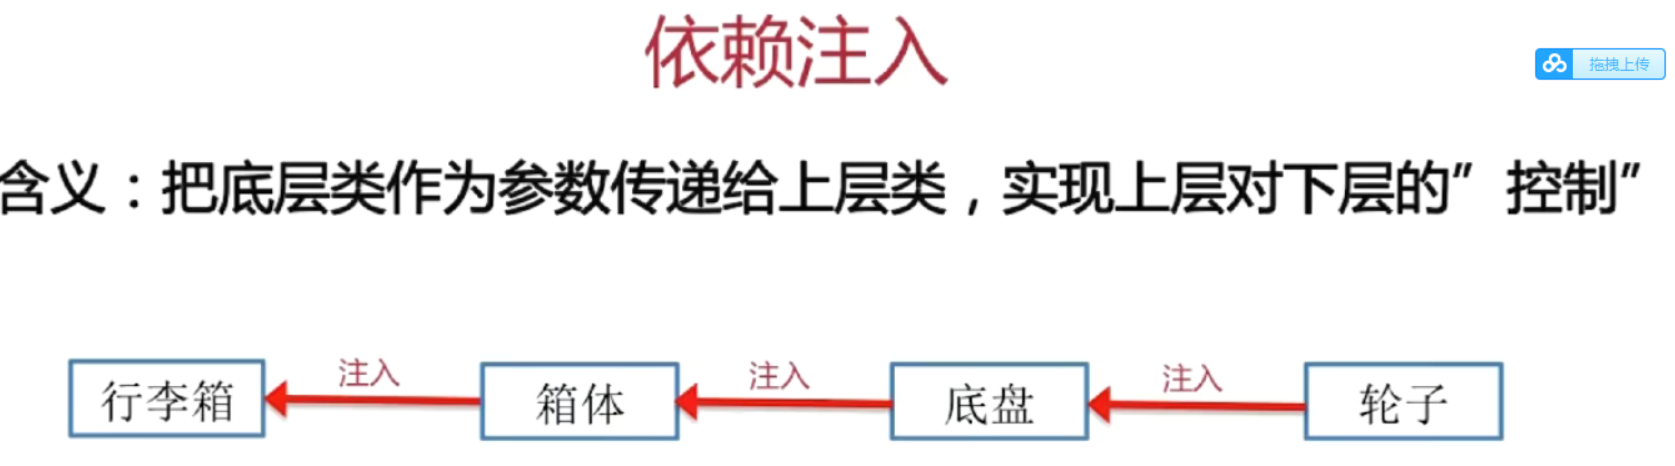 依赖注入
拖拽上传
含义：把底层类作为参数传递给上层类，实现上层对下层的”控制”
注入 注入 注入
行李箱 箱体 底盘 轮子